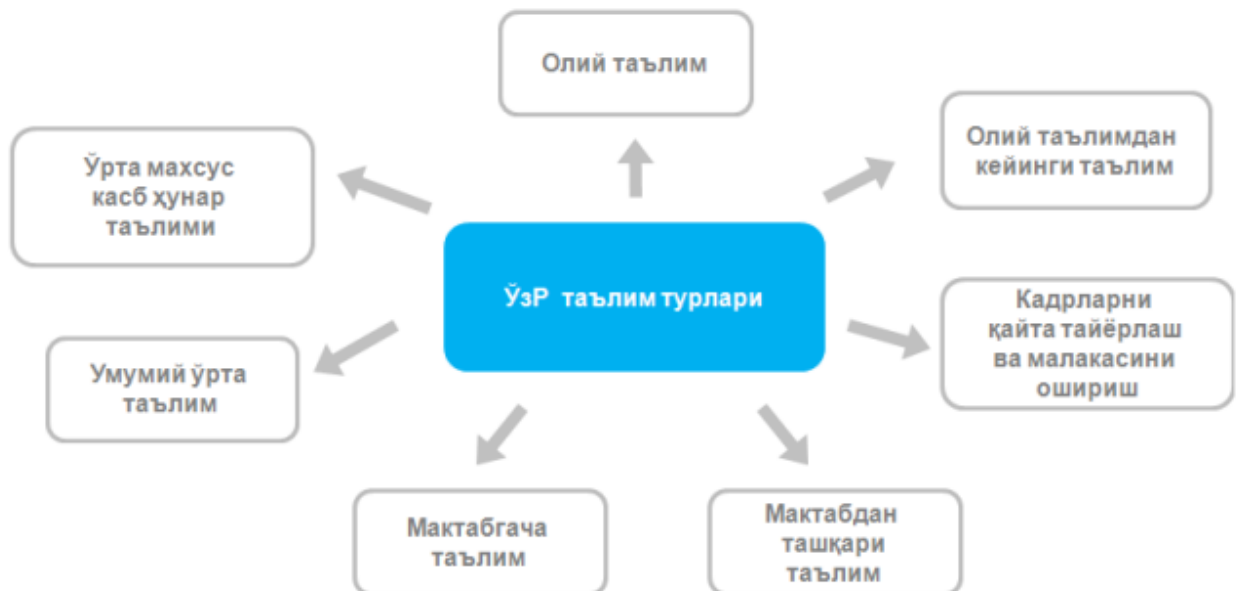 Олий таълим
Ўрта махсус
касб ҳунар
таълими
Олий таълимдан
кейинги таълим
ЎзР таълим турлари
Умумий ўрта
таълим
Кадрларни
қайта тайёрлаш
ва малакасини
ошириш
Мактабгача
таълим
Мактабдан
ташқари
таълим